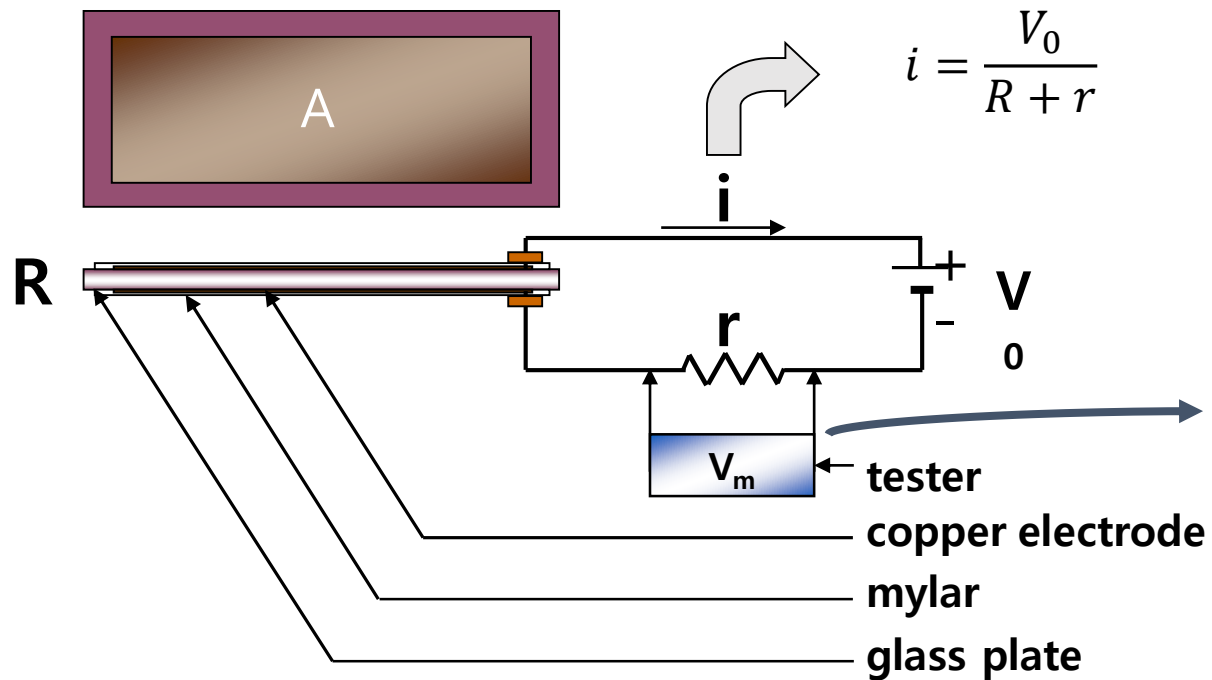 A
i = V₀ / (R + r)
i
R
+
V
0
–
r
Vₘ
tester
copper electrode
mylar
glass plate